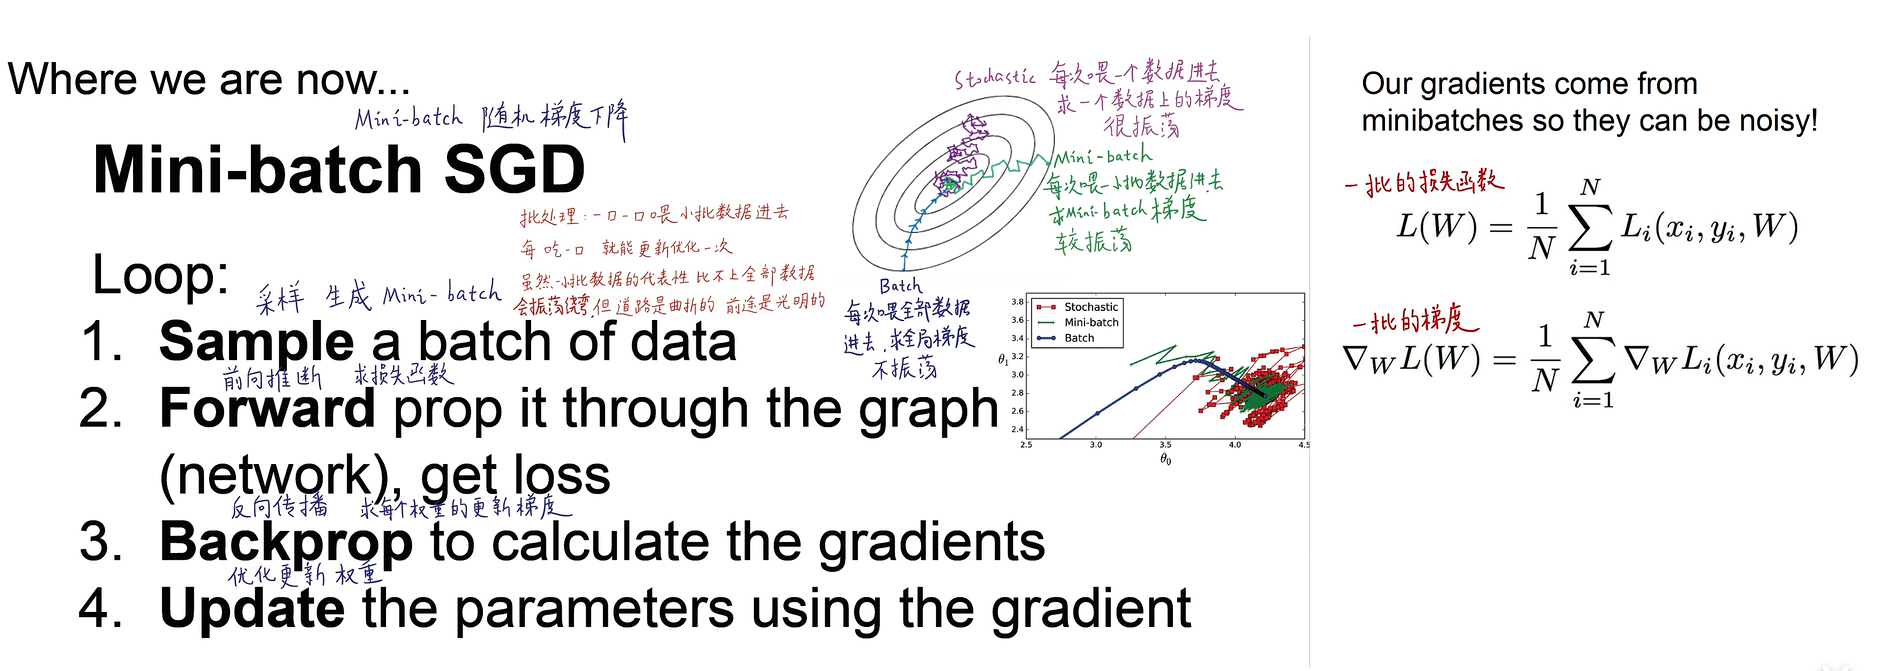 Where we are now...
Mini-batch 随机梯度下降
Mini-batch SGD
批处理:一口一口喂小批数据进去
每吃一口 就能更新优化一次
虽然一小批数据的代表性比不上全部数据
会振荡绕弯,但道路是曲折的 前途是光明的
Loop:
采样 生成 Mini-batch
1. Sample a batch of data
前向推断 求损失函数
2. Forward prop it through the graph
(network), get loss
反向传播 求每个权重的更新梯度
3. Backprop to calculate the gradients
优化更新 权重
4. Update the parameters using the gradient
Stochastic 每次喂一个数据进去
求一个数据上的梯度
很振荡
Mini-batch
每次喂一小批数据进去
求Mini-batch梯度
较振荡
Batch
每次喂全部数据
进去,求全局梯度
不振荡
Stochastic
Mini-batch
Batch
3.8
3.6
3.4
3.2
3.0
2.8
2.6
2.4
θ₁
2.5 3.0 3.5 4.0 4.5
θ₀
Our gradients come from
minibatches so they can be noisy!
一批的损失函数
L(W) = 1/N ∑_{i=1}^{N} L_i(x_i, y_i, W)
一批的梯度
∇_W L(W) = 1/N ∑_{i=1}^{N} ∇_W L_i(x_i, y_i, W)